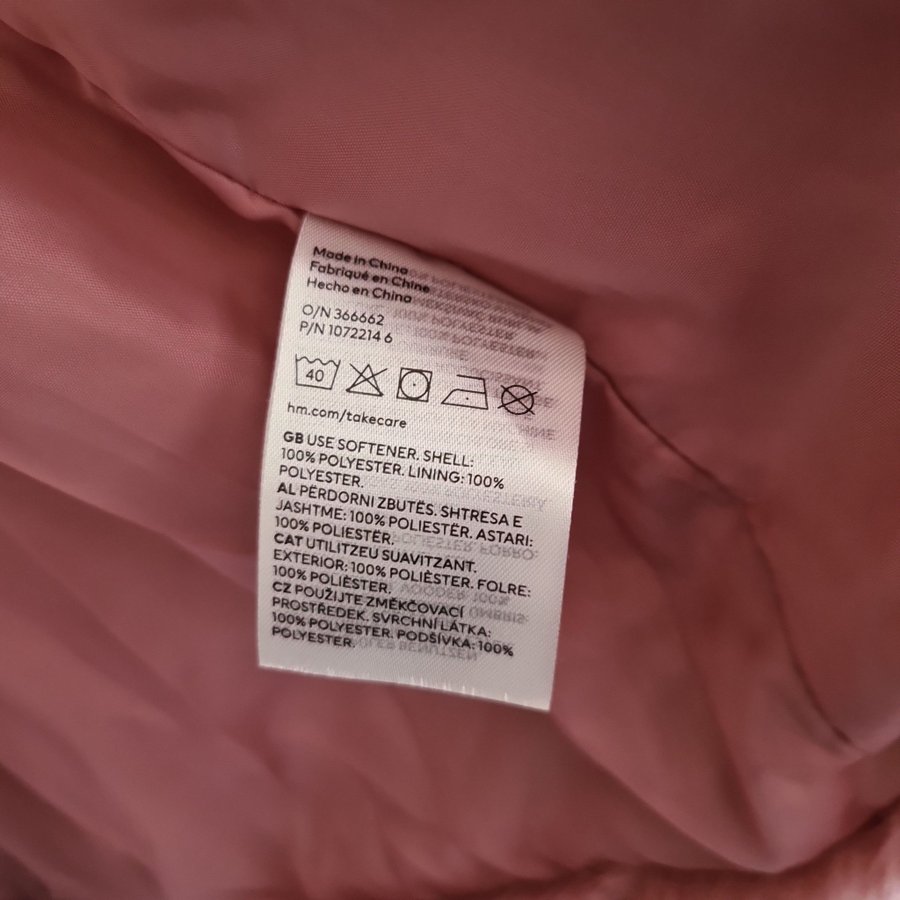 Made in China
Fabriqué en Chine
Hecho en China
O/N 366662
P/N 1072214 6
40
hm.com/takecare
GB USE SOFTENER. SHELL:
100% POLYESTER. LINING: 100%
POLYESTER.
AL PËRDORNI ZBUTËS. SHTRESA E
JASHTME: 100% POLIESTËR. ASTARI:
100% POLIESTËR.
CAT UTILITZEU SUAVITZANT.
EXTERIOR: 100% POLIÈSTER. FOLRE:
100% POLIÈSTER.
CZ POUŽIJTE ZMĚKČOVACÍ
PROSTŘEDEK. SVRCHNÍ LÁTKA:
100% POLYESTER. PODŠÍVKA: 100%
POLYESTER.